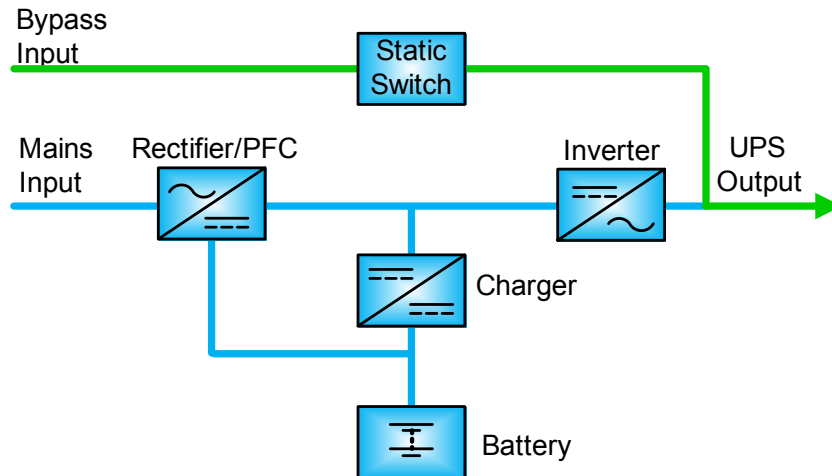 Bypass
Input
Static
Switch
Mains
Input
Rectifier/PFC
Inverter
UPS
Output
Charger
Battery